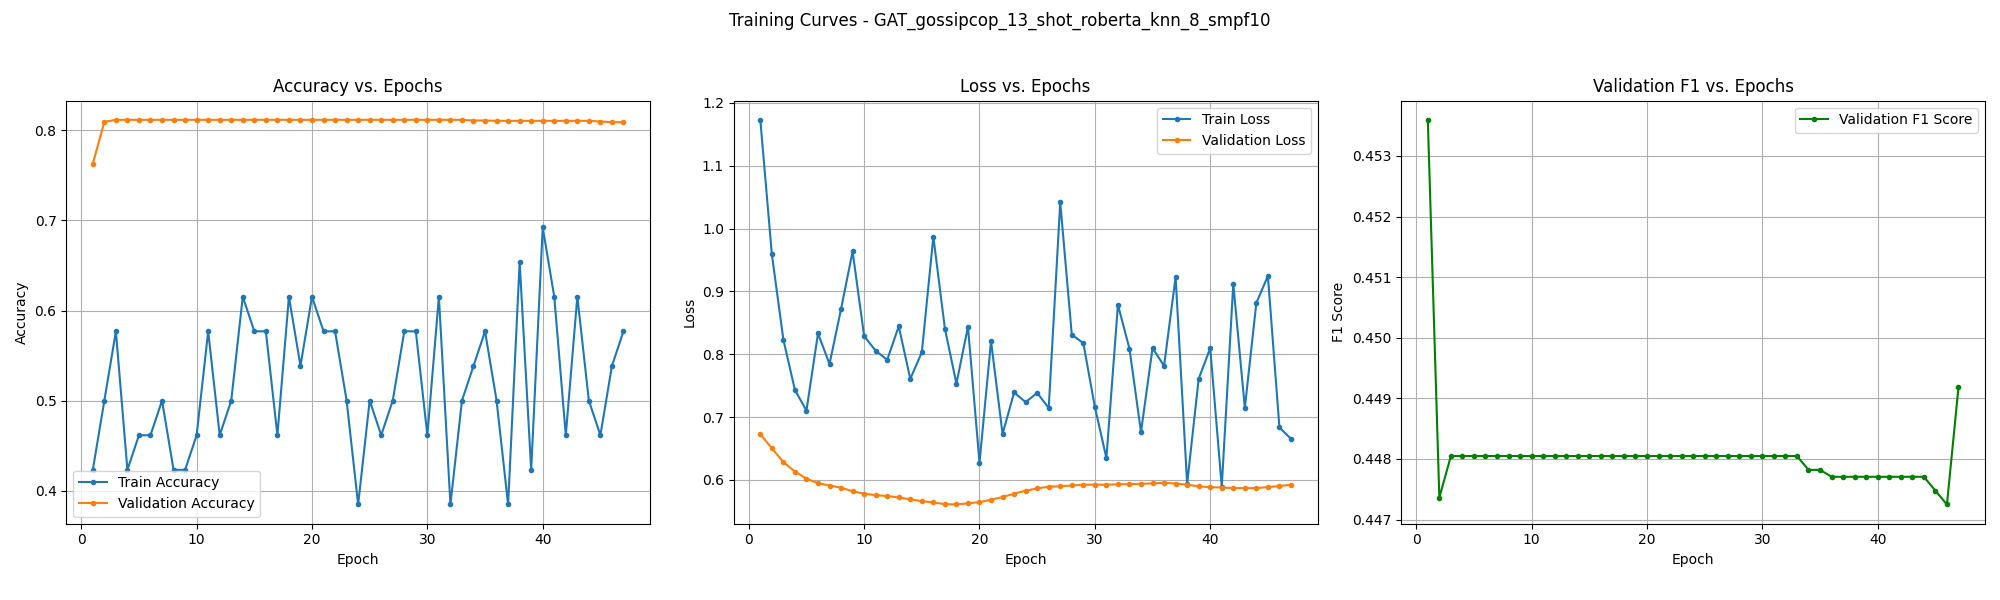 Training Curves - GAT_gossipcop_13_shot_roberta_knn_8_smpf10
Accuracy vs. Epochs
Accuracy
0.8
0.7
0.6
0.5
0.4
Train Accuracy
Validation Accuracy
0
10
20
30
40
Epoch
Loss vs. Epochs
Loss
1.2
1.1
1.0
0.9
0.8
0.7
0.6
Train Loss
Validation Loss
0
10
20
30
40
Epoch
Validation F1 vs. Epochs
F1 Score
0.453
0.452
0.451
0.450
0.449
0.448
0.447
Validation F1 Score
0
10
20
30
40
Epoch